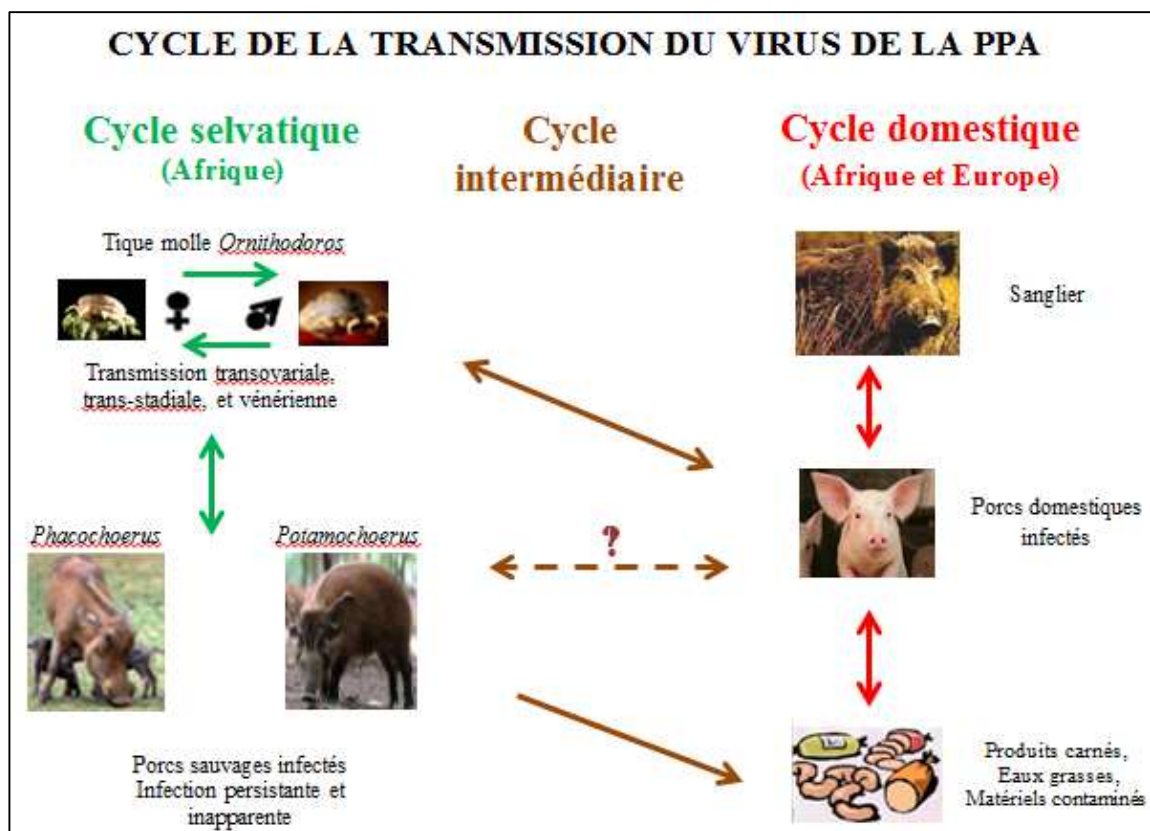 CYCLE DE LA TRANSMISSION DU VIRUS DE LA PPA
Cycle selvatique
(Afrique)
Cycle
intermédiaire
Cycle domestique
(Afrique et Europe)
Tique molle Ornithodoros
Transmission transovariale,
trans-stadiale, et vénérienne
Sanglier
Phacochoerus
Potamochoerus
?
Porcs domestiques
infectés
Porcs sauvages infectés
Infection persistante et
inapparente
Produits carnés,
Eaux grasses,
Matériels contaminés